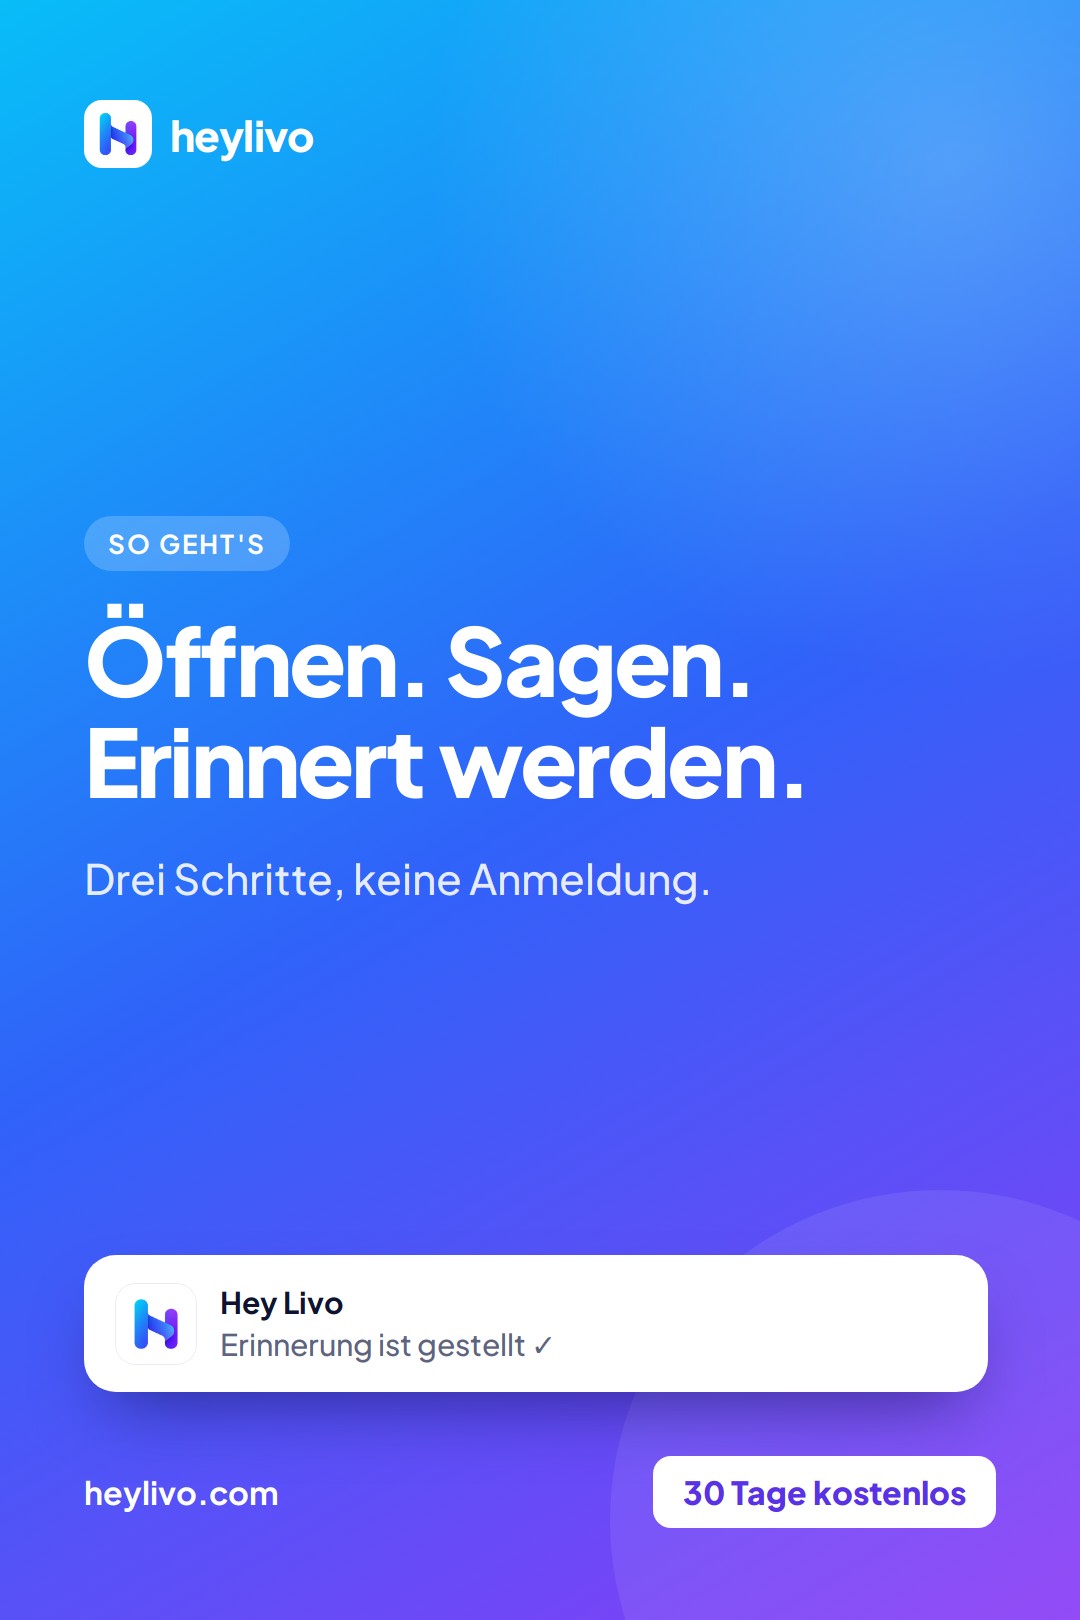 heylivo
SO GEHT'S
Öffnen. Sagen.
Erinnert werden.
Drei Schritte, keine Anmeldung.
Hey Livo
Erinnerung ist gestellt ✓
heylivo.com
30 Tage kostenlos